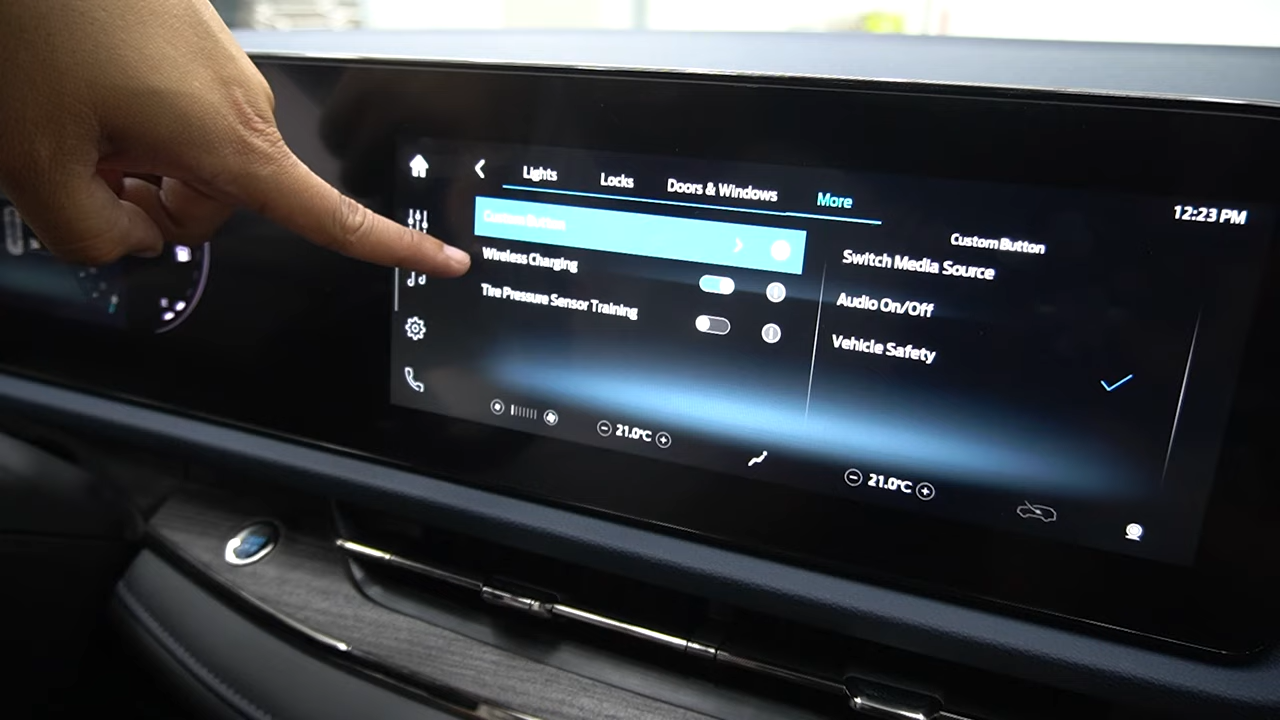 Lights Locks Doors & Windows More
12:23 PM
Custom Button
Custom Button
Wireless Charging
Tire Pressure Sensor Training
Switch Media Source
Audio On/Off
Vehicle Safety
21.0°C
21.0°C